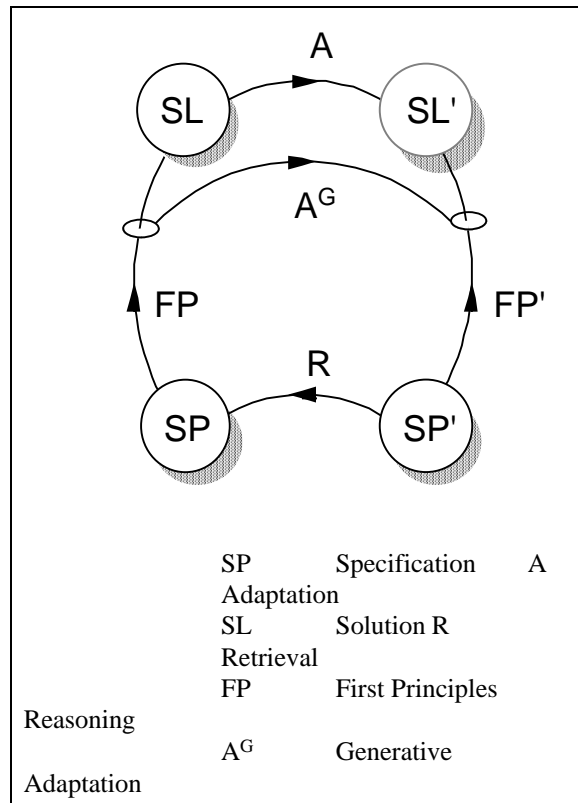 A
SL SL'
A^G
FP FP'
R
SP SP'
SP Specification A
Adaptation
SL Solution R
Retrieval
FP First Principles
Reasoning
A^G Generative
Adaptation